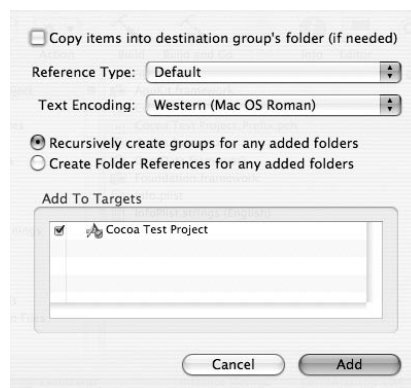 Copy items into destination group's folder (if needed)
Reference Type: Default
Text Encoding: Western (Mac OS Roman)
Recursively create groups for any added folders
Create Folder References for any added folders
Add To Targets
Cocoa Test Project
Cancel Add